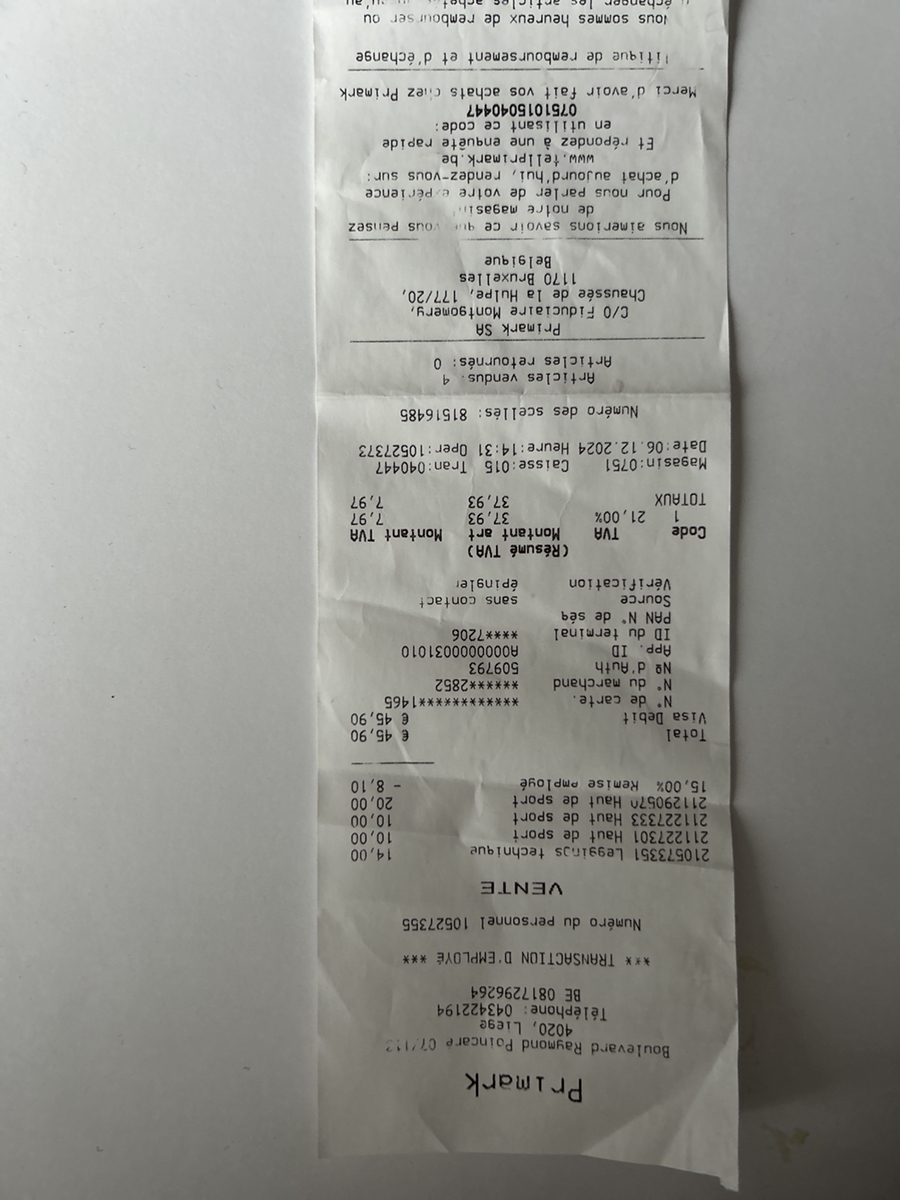 Primark
Boulevard Raymond Poincare
4020, Liege
Téléphone: 043422194
BE 0817296264
*** TRANSACTION D'EMPLOYÉ ***
Numéro du personnel 10527355
VENTE
210573351 Leggings technique 14,00
211227301 Haut de sport 10,00
211227333 Haut de sport 10,00
211290570 Haut de sport 20,00
15,00% Remise employé - 8,10
Total € 45,90
Visa Debit € 45,90
N° de carte. ************1465
N° du marchand ******2852
Nº d'Auth 509793
App. ID A0000000031010
ID du terminal ****7206
PAN N° de séq
Source sans contact
Vérification épingler
(Résumé TVA)
Code TVA Montant art Montant TVA
1 21,00% 37,93 7,97
TOTAUX 37,93 7,97
Magasin:0751 Caisse:015 Tran:040447
Date:06.12.2024 Heure:14:31 Oper:10527373
Numéro des scellés: 81516485
Articles vendus: 4
Articles retournés: 0
Primark SA
C/O Fiduciaire Montgomery,
Chaussée de la Hulpe, 177/20,
1170 Bruxelles
Belgique
Nous aimerions savoir ce que vous pensez
de notre magasin.
Pour nous parler de votre expérience
d'achat aujourd'hui, rendez-vous sur:
www.tellprimark.be
Et répondez à une enquête rapide
en utilisant ce code:
075101504044​7
Merci d'avoir fait vos achats chez Primark
Politique de remboursement et d'échange
Nous sommes heureux de rembourser ou
échanger les articles